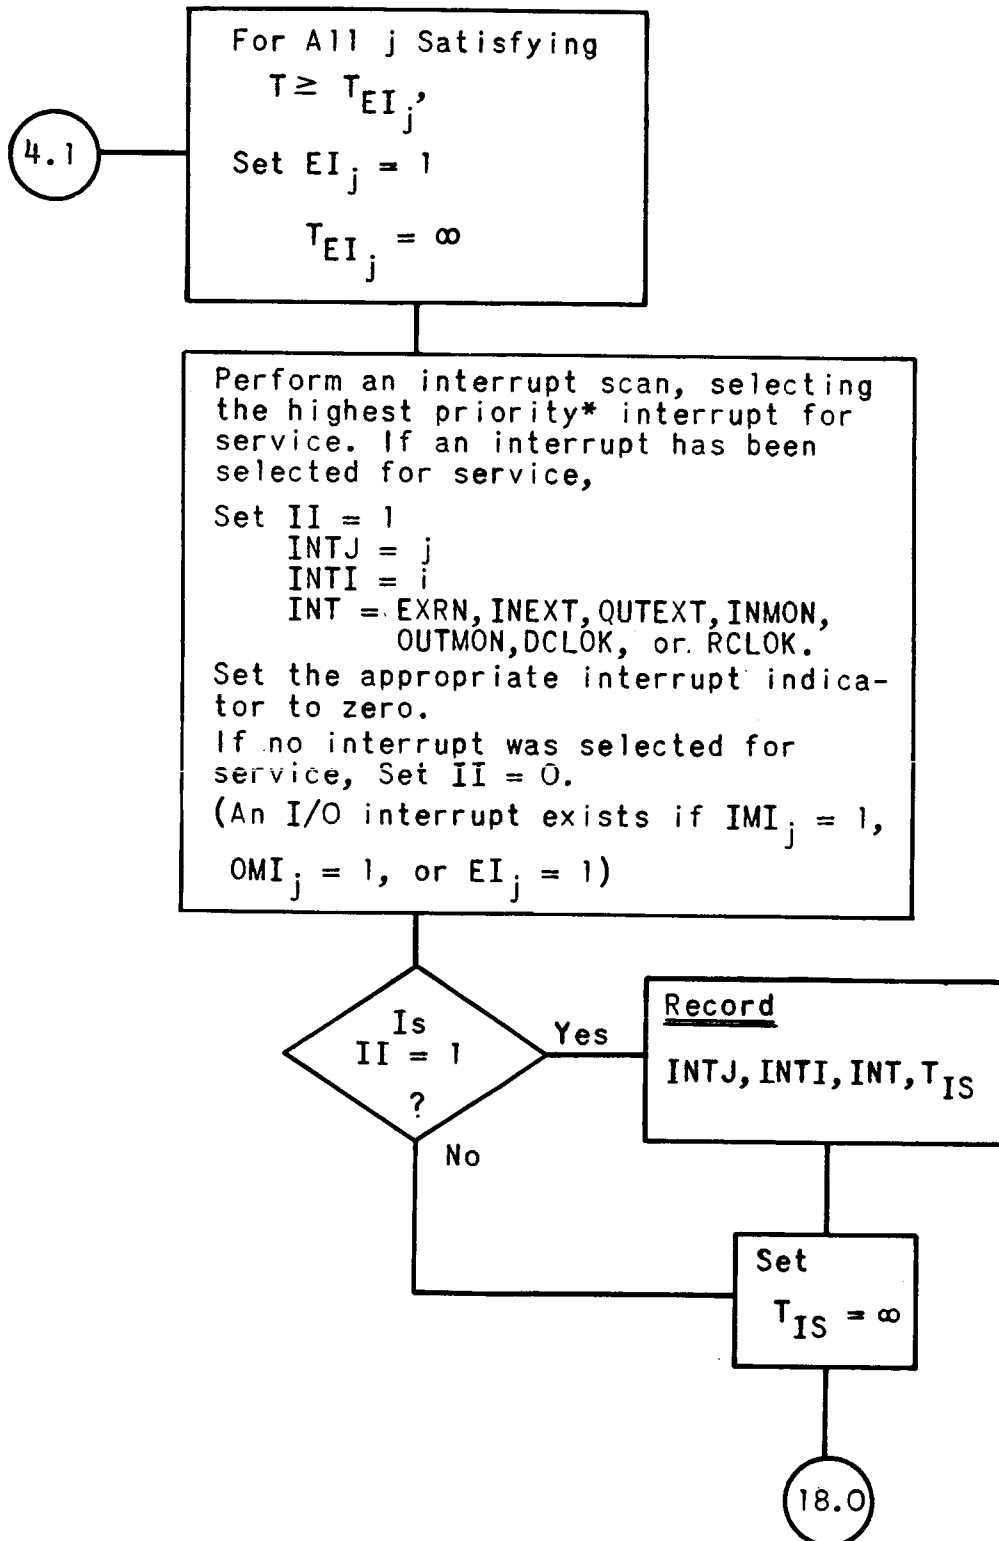 For All j Satisfying
T ≥ T_EI_j,
4.1
Set EI_j = 1
T_EI_j = ∞
Perform an interrupt scan, selecting
the highest priority* interrupt for
service. If an interrupt has been
selected for service,
Set II = 1
INTJ = j
INTI = i
INT = EXRN, INEXT, QUTEXT, INMON,
OUTMON, DCLOK, or RCLOK.
Set the appropriate interrupt indica-
tor to zero.
If no interrupt was selected for
service, Set II = 0.
(An I/O interrupt exists if IMI_j = 1,
OMI_j = 1, or EI_j = 1)
Is
II = 1
?
Yes
No
Record
INTJ, INTI, INT, T_IS
Set
T_IS = ∞
18.0